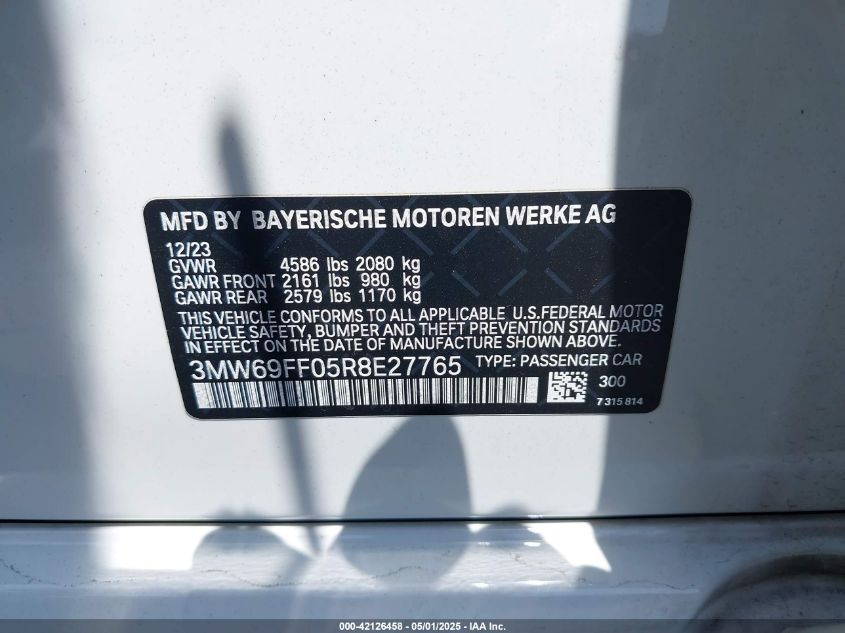 MFD BY BAYERISCHE MOTOREN WERKE AG
12/23
GVWR 4586 lbs 2080 kg
GAWR FRONT 2161 lbs 980 kg
GAWR REAR 2579 lbs 1170 kg
THIS VEHICLE CONFORMS TO ALL APPLICABLE U.S.FEDERAL MOTOR
VEHICLE SAFETY, BUMPER AND THEFT PREVENTION STANDARDS
IN EFFECT ON THE DATE OF MANUFACTURE SHOWN ABOVE.
3MW69FF05R8E27765 TYPE: PASSENGER CAR
300
7 315 814
000-42126458 - 05/01/2025 - IAA Inc.